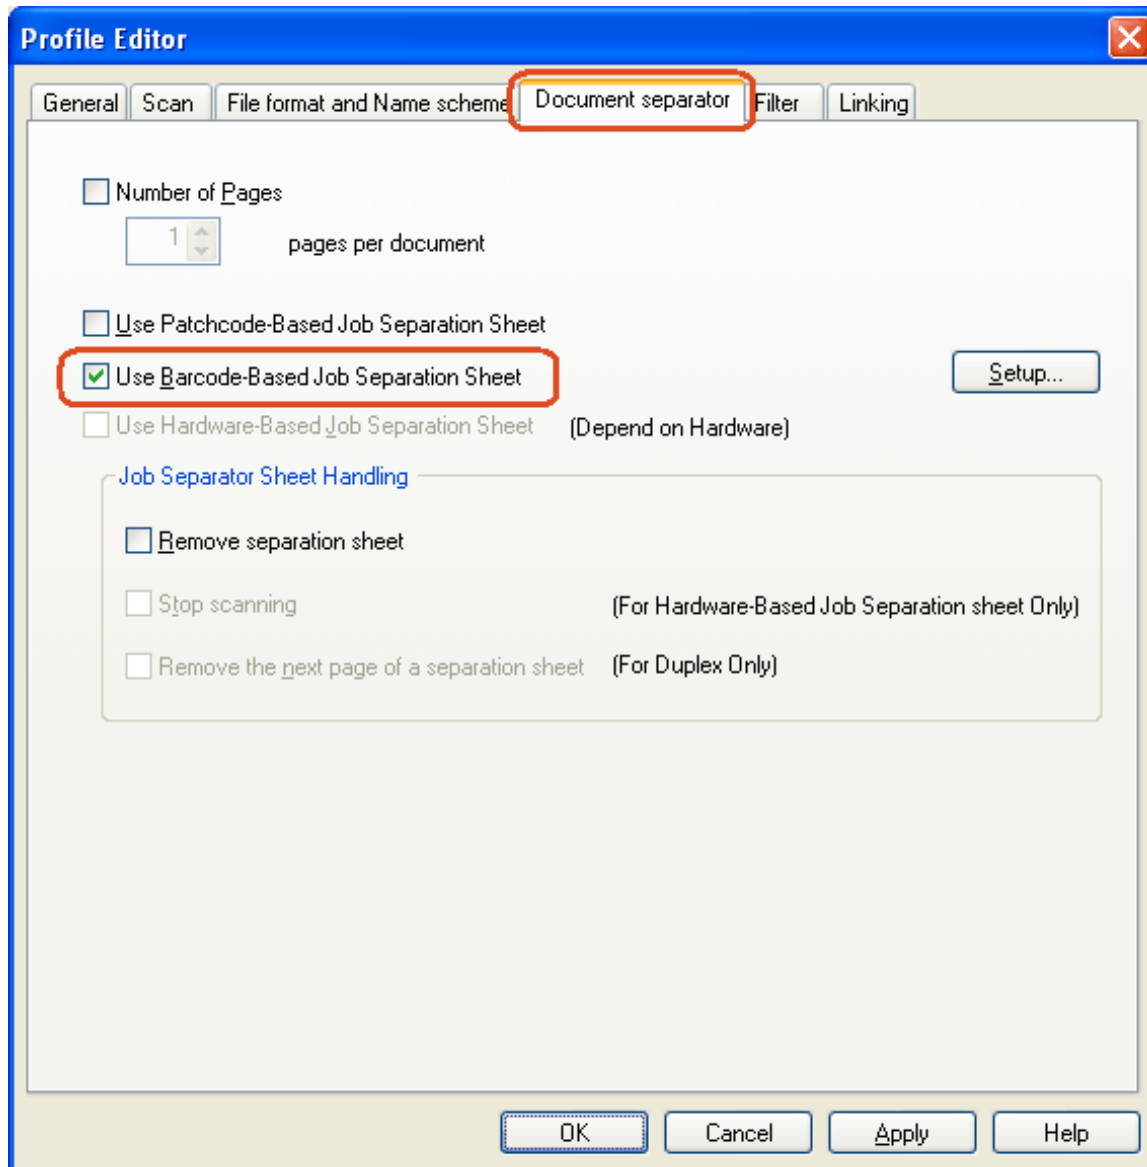 Profile Editor
General Scan File format and Name scheme Document separator Filter Linking
Number of Pages
1 pages per document
Use Patchcode-Based Job Separation Sheet
Use Barcode-Based Job Separation Sheet Setup...
Use Hardware-Based Job Separation Sheet (Depend on Hardware)
Job Separator Sheet Handling
Remove separation sheet
Stop scanning (For Hardware-Based Job Separation sheet Only)
Remove the next page of a separation sheet (For Duplex Only)
OK Cancel Apply Help